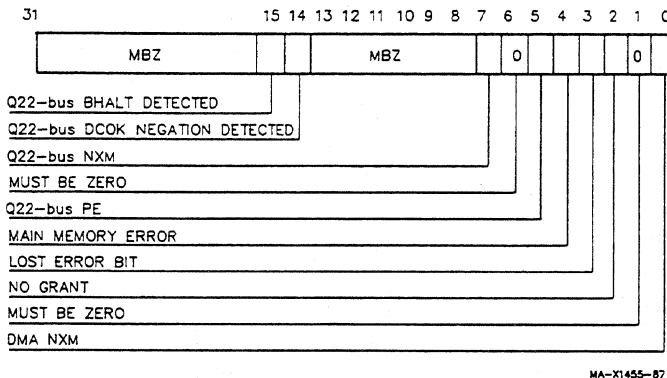 31 15 14 13 12 11 10 9 8 7 6 5 4 3 2 1 0
MBZ MBZ 0 0
Q22-bus BHALT DETECTED
Q22-bus DCOK NEGATION DETECTED
Q22-bus NXM
MUST BE ZERO
Q22-bus PE
MAIN MEMORY ERROR
LOST ERROR BIT
NO GRANT
MUST BE ZERO
DMA NXM
MA-X1455-87